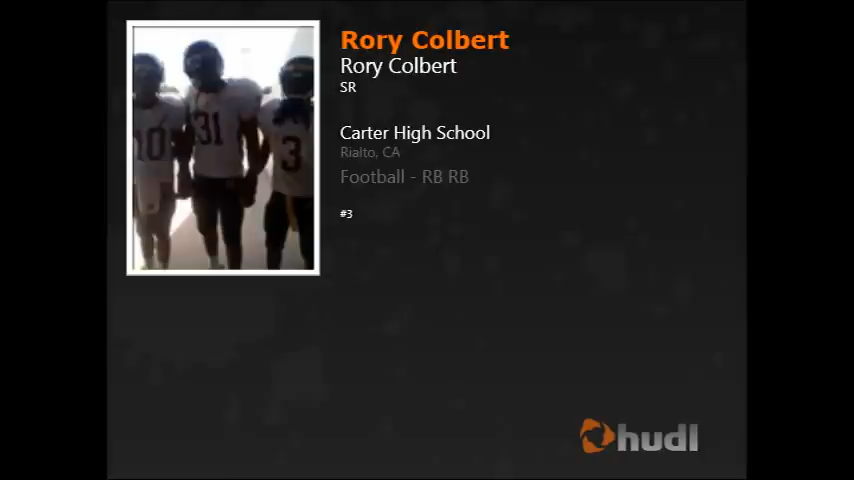 Rory Colbert
Rory Colbert
SR
Carter High School
Rialto, CA
Football - RB RB
#3
10
31
3
hudl